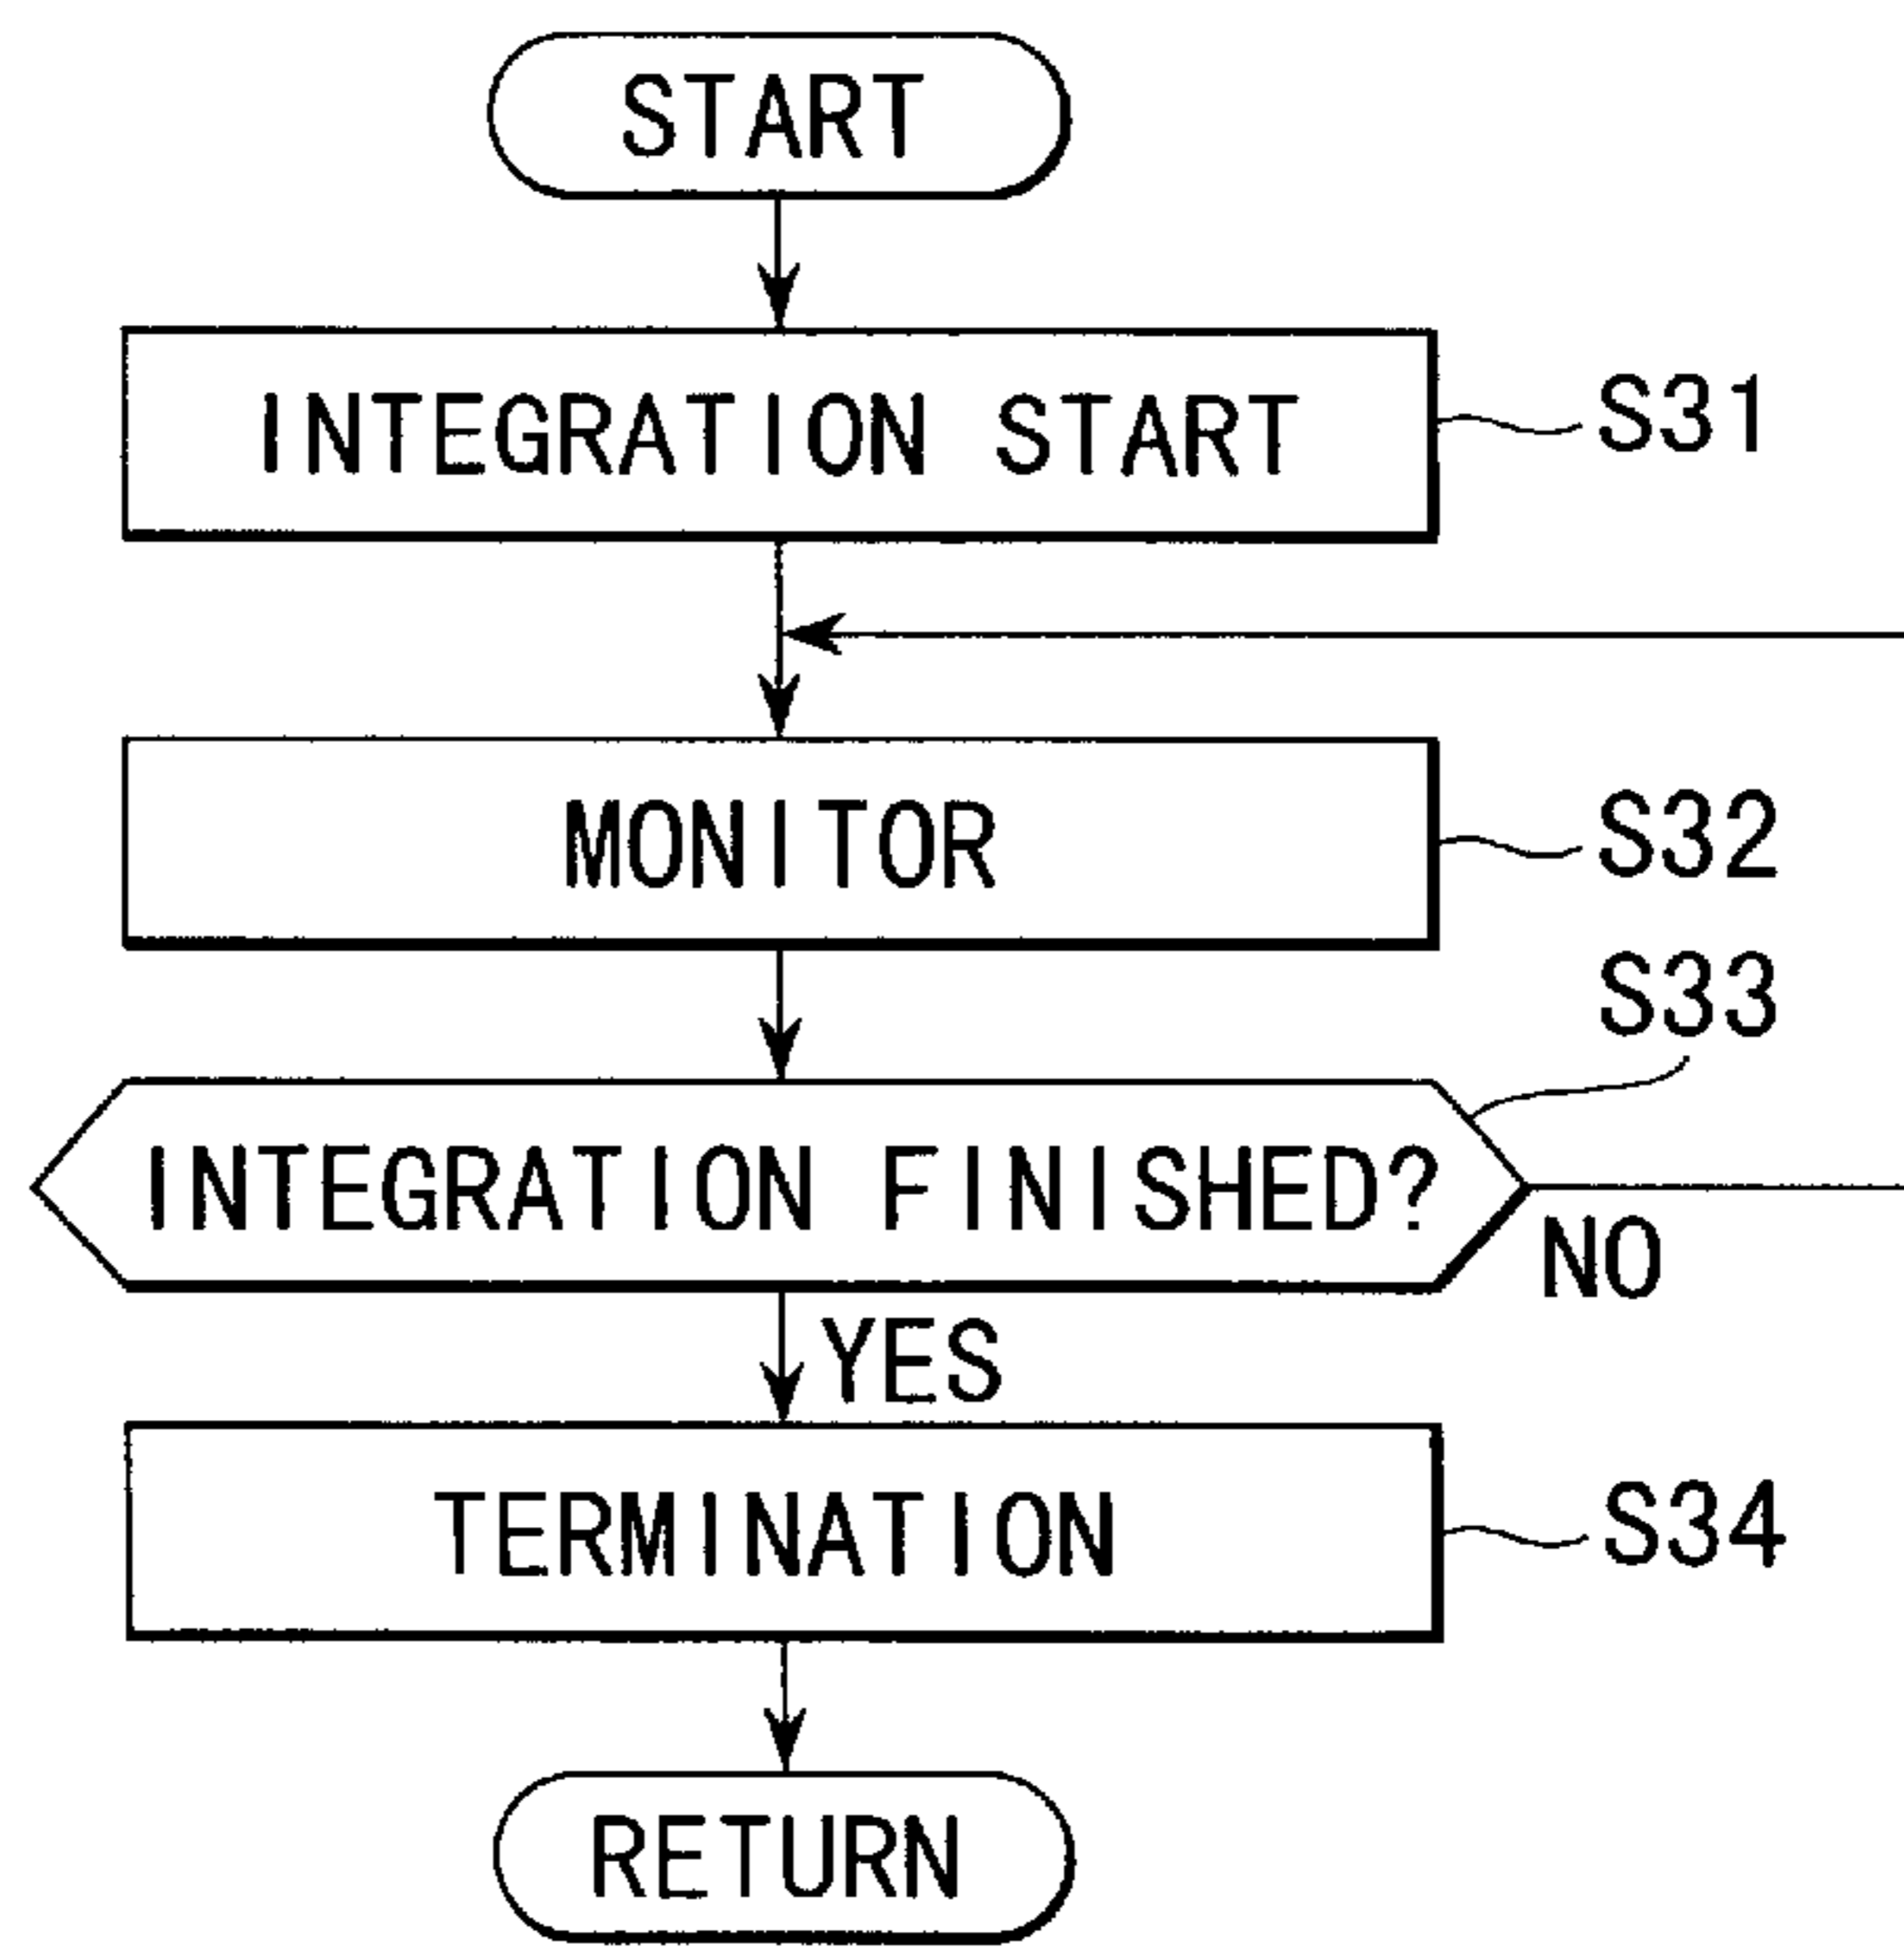 START
INTEGRATION START
S31
MONITOR
S32
S33
INTEGRATION FINISHED?
NO
YES
TERMINATION
S34
RETURN